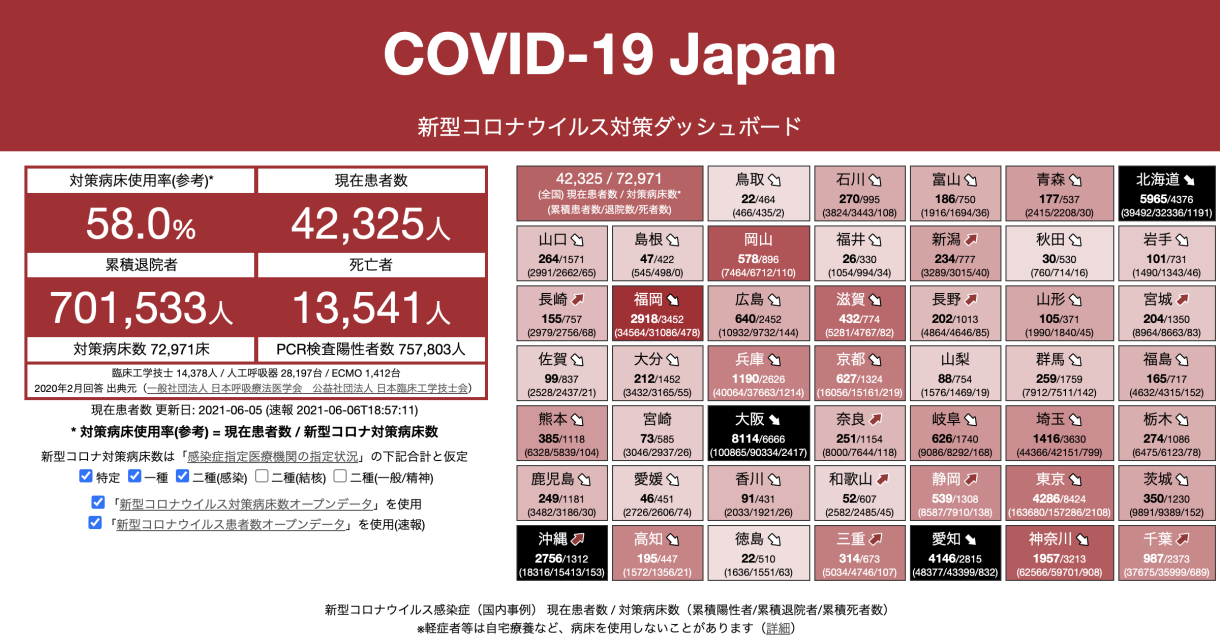 COVID-19 Japan
新型コロナウイルス対策ダッシュボード
対策病床使用率(参考)*
現在患者数
58.0%
42,325人
累積退院者
死亡者
701,533人
13,541人
対策病床数 72,971床
PCR検査陽性者数 757,803人
臨床工学技士 14,378人 / 人工呼吸器 28,197台 / ECMO 1,412台
2020年2月回答 出典元（一般社団法人 日本呼吸療法医学会　公益社団法人 日本臨床工学技士会）
現在患者数 更新日: 2021-06-05 (速報 2021-06-06T18:57:11)
* 対策病床使用率(参考) = 現在患者数 / 新型コロナ対策病床数
新型コロナ対策病床数は「感染症指定医療機関の指定状況」の下記合計と仮定
特定 一種 二種(感染) 二種(結核) 二種(一般/精神)
「新型コロナウイルス対策病床数オープンデータ」を使用
「新型コロナウイルス患者数オープンデータ」を使用(速報)
42,325 / 72,971
(全国) 現在患者数 / 対策病床数*
(累積患者数/退院数/死者数)
鳥取
22/464
(466/435/2)
石川
270/995
(3824/3443/108)
富山
186/750
(1916/1694/36)
青森
177/537
(2415/2208/30)
北海道
5965/4376
(39492/32336/1191)
山口
264/1571
(2991/2662/65)
島根
47/422
(545/498/0)
岡山
578/896
(7464/6712/110)
福井
26/330
(1054/994/34)
新潟
234/777
(3289/3015/40)
秋田
30/530
(760/714/16)
岩手
101/731
(1490/1343/46)
長崎
155/757
(2979/2756/68)
福岡
2918/3452
(34564/31086/478)
広島
640/2452
(10932/9732/144)
滋賀
432/774
(5281/4767/82)
長野
202/1013
(4864/4646/85)
山形
105/371
(1990/1840/45)
宮城
204/1350
(8964/8663/83)
佐賀
99/837
(2528/2437/21)
大分
212/1452
(3432/3165/55)
兵庫
1190/2626
(40064/37663/1214)
京都
627/1324
(16056/15161/219)
山梨
88/754
(1576/1469/19)
群馬
259/1759
(7912/7511/142)
福島
165/717
(4632/4315/152)
熊本
385/1118
(6328/5839/104)
宮崎
73/585
(3046/2937/26)
大阪
8114/6666
(100865/90334/2417)
奈良
251/1154
(8000/7644/118)
岐阜
626/1740
(9086/8292/168)
埼玉
1416/3630
(44366/42151/799)
栃木
274/1086
(6475/6123/78)
鹿児島
249/1181
(3482/3186/30)
愛媛
46/451
(2726/2606/74)
香川
91/431
(2033/1921/26)
和歌山
52/607
(2582/2485/45)
静岡
539/1308
(8587/7910/138)
東京
4286/8424
(163680/157286/2108)
茨城
350/1230
(9891/9389/152)
沖縄
2756/1312
(18316/15413/153)
高知
195/447
(1572/1356/21)
徳島
22/510
(1636/1551/63)
三重
314/673
(5034/4746/107)
愛知
4146/2815
(48377/43399/832)
神奈川
1957/3213
(62566/59701/908)
千葉
987/2373
(37675/35999/689)
新型コロナウイルス感染症（国内事例） 現在患者数 / 対策病床数（累積陽性者/累積退院者/累積死者数）
※軽症者等は自宅療養など、病床を使用しないことがあります（詳細）